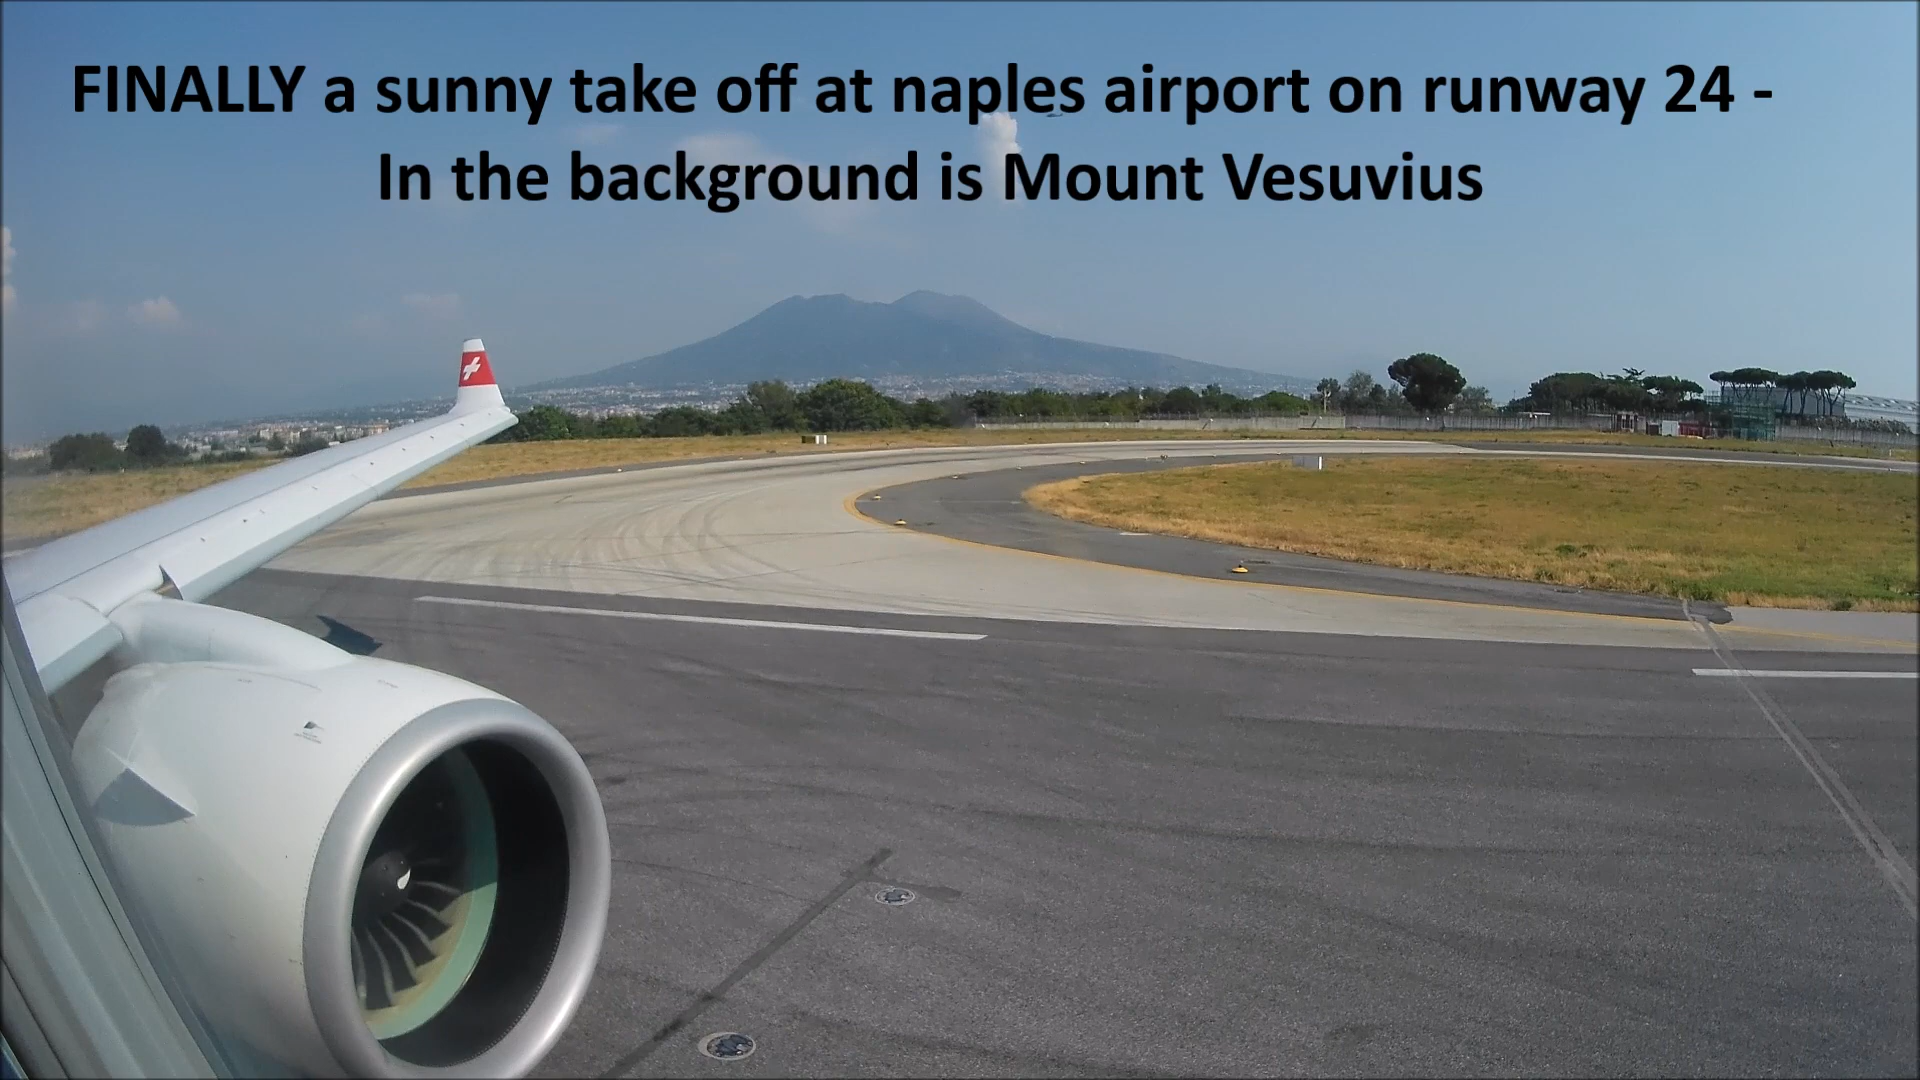 FINALLY a sunny take off at naples airport on runway 24 -
In the background is Mount Vesuvius